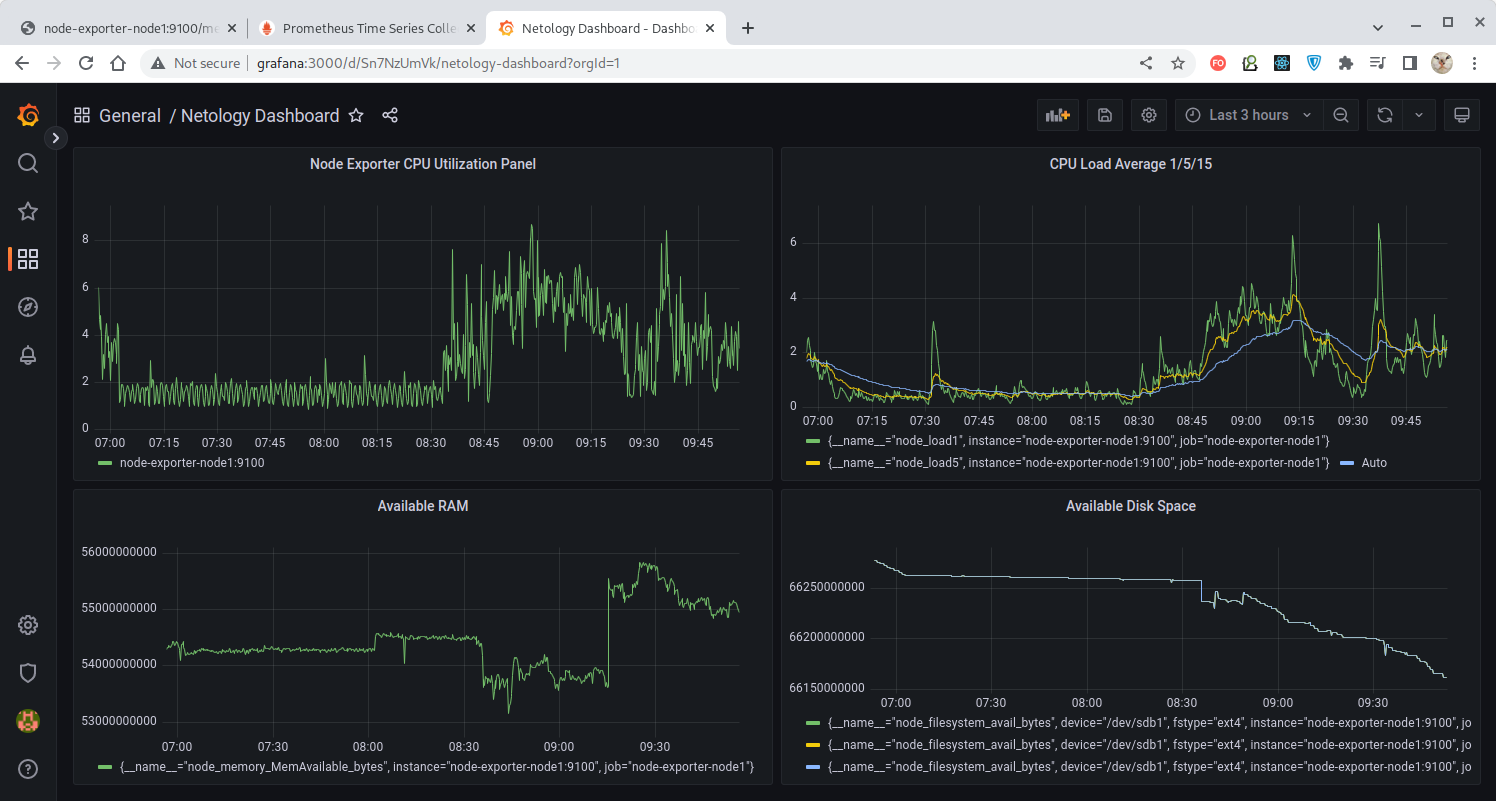 node-exporter-node1:9100/me
Prometheus Time Series Colle
Netology Dashboard - Dashbo
Not secure
grafana:3000/d/Sn7NzUmVk/netology-dashboard?orgId=1
FO
General / Netology Dashboard
Last 3 hours
Node Exporter CPU Utilization Panel
8
6
4
2
0
07:00 07:15 07:30 07:45 08:00 08:15 08:30 08:45 09:00 09:15 09:30 09:45
node-exporter-node1:9100
CPU Load Average 1/5/15
6
4
2
0
07:00 07:15 07:30 07:45 08:00 08:15 08:30 08:45 09:00 09:15 09:30 09:45
{__name__="node_load1", instance="node-exporter-node1:9100", job="node-exporter-node1"}
{__name__="node_load5", instance="node-exporter-node1:9100", job="node-exporter-node1"} Auto
Available RAM
56000000000
55000000000
54000000000
53000000000
07:00 07:30 08:00 08:30 09:00 09:30
{__name__="node_memory_MemAvailable_bytes", instance="node-exporter-node1:9100", job="node-exporter-node1"}
Available Disk Space
66250000000
66200000000
66150000000
07:00 07:30 08:00 08:30 09:00 09:30
{__name__="node_filesystem_avail_bytes", device="/dev/sdb1", fstype="ext4", instance="node-exporter-node1:9100", jo
{__name__="node_filesystem_avail_bytes", device="/dev/sdb1", fstype="ext4", instance="node-exporter-node1:9100", jo
{__name__="node_filesystem_avail_bytes", device="/dev/sdb1", fstype="ext4", instance="node-exporter-node1:9100", jo